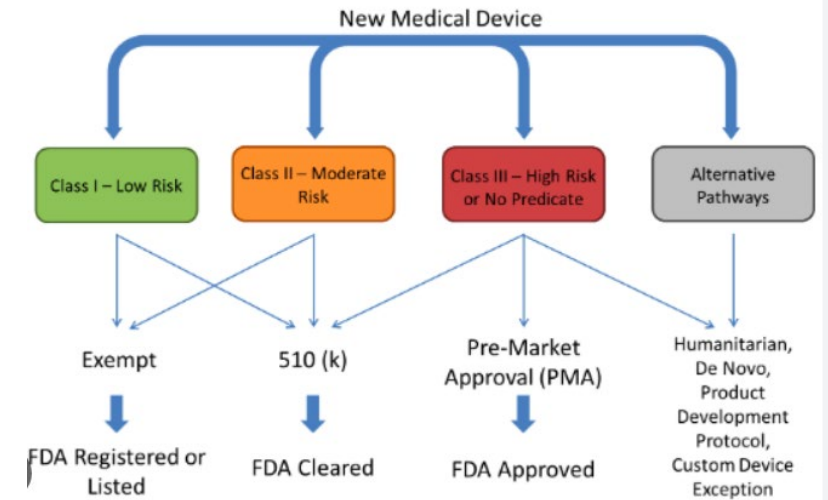 New Medical Device
Class I – Low Risk
Class II – Moderate
Risk
Class III – High Risk
or No Predicate
Alternative
Pathways
Exempt
510 (k)
Pre-Market
Approval (PMA)
Humanitarian,
De Novo,
Product
Development
Protocol,
Custom Device
Exception
FDA Registered or
Listed
FDA Cleared
FDA Approved